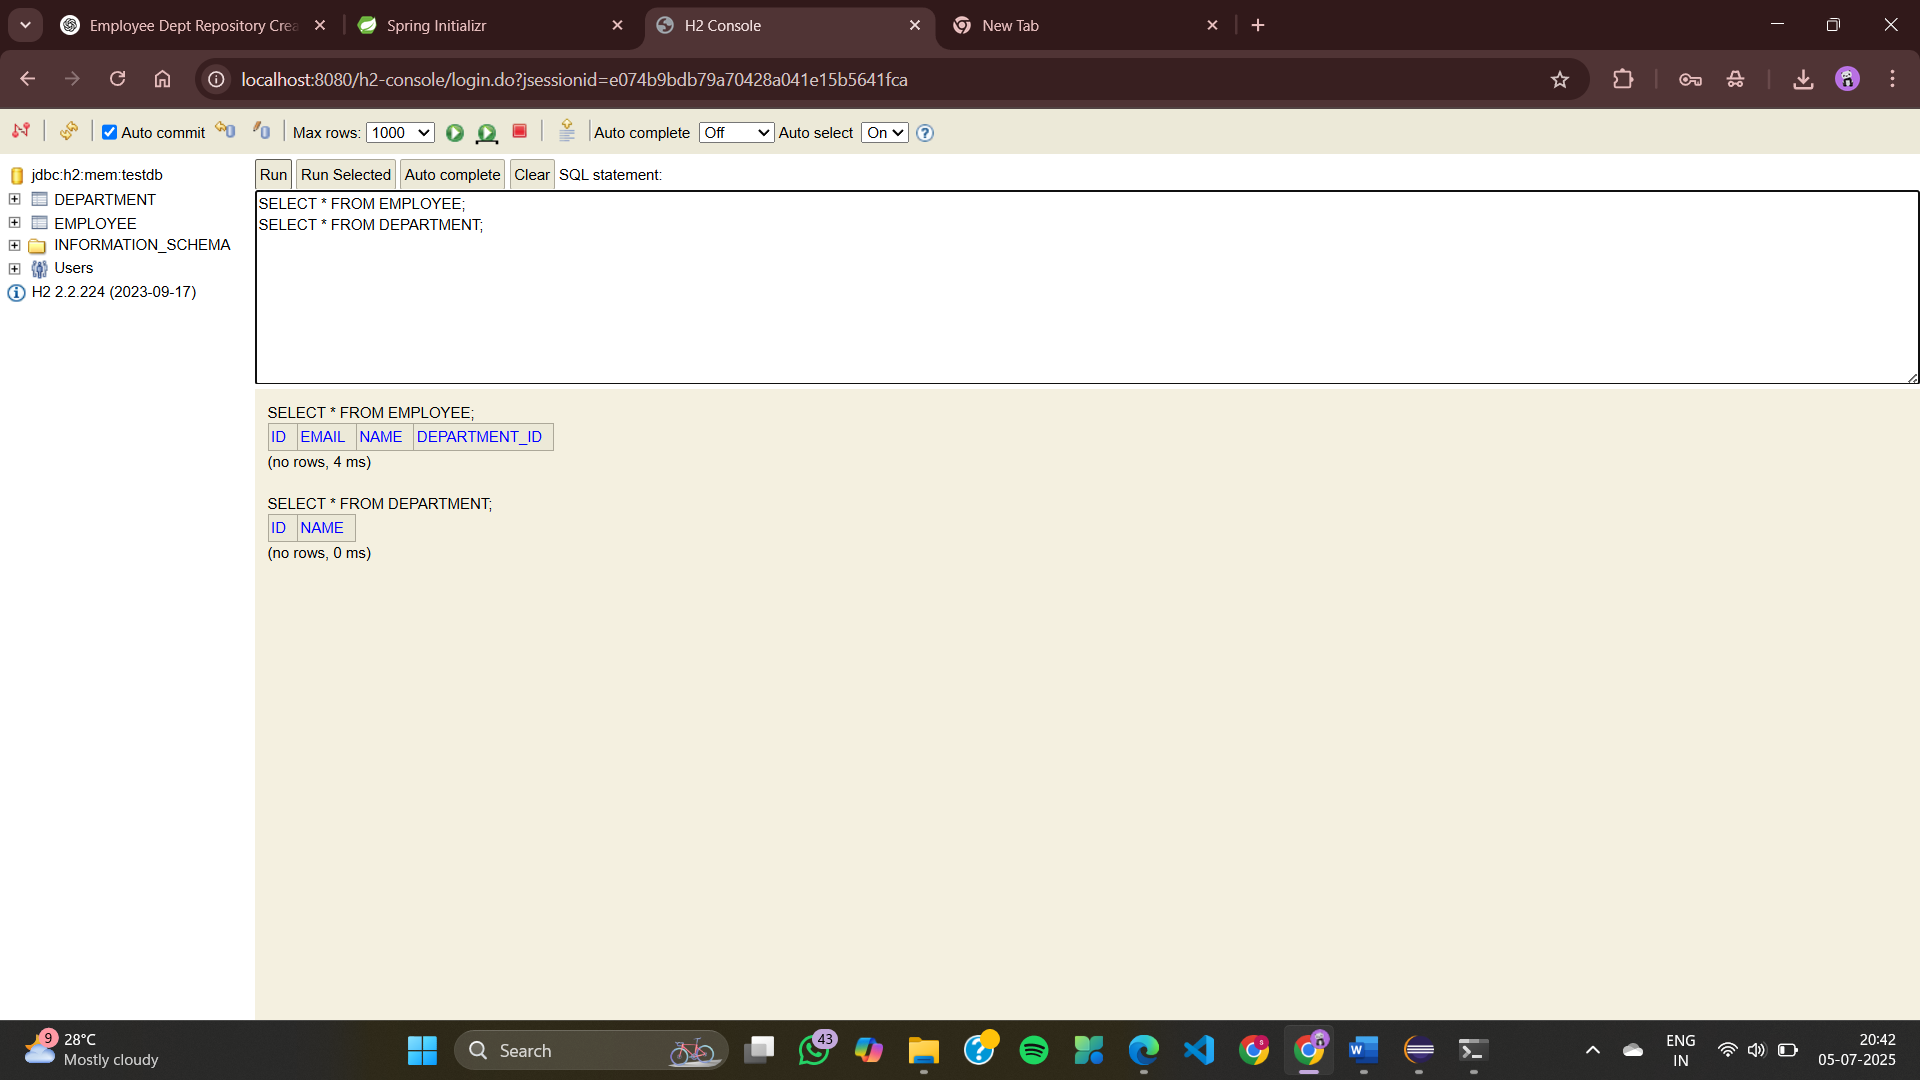 Employee Dept Repository Crea
Spring Initializr
H2 Console
New Tab
localhost:8080/h2-console/login.do?jsessionid=e074b9bdb79a70428a041e15b5641fca
Auto commit Max rows: 1000 Auto complete Off Auto select On
jdbc:h2:mem:testdb
DEPARTMENT
EMPLOYEE
INFORMATION_SCHEMA
Users
H2 2.2.224 (2023-09-17)
Run Run Selected Auto complete Clear SQL statement:
SELECT * FROM EMPLOYEE;
SELECT * FROM DEPARTMENT;
SELECT * FROM EMPLOYEE;
ID EMAIL NAME DEPARTMENT_ID
(no rows, 4 ms)
SELECT * FROM DEPARTMENT;
ID NAME
(no rows, 0 ms)
9
28°C
Mostly cloudy
Search
43
ENG
IN
20:42
05-07-2025